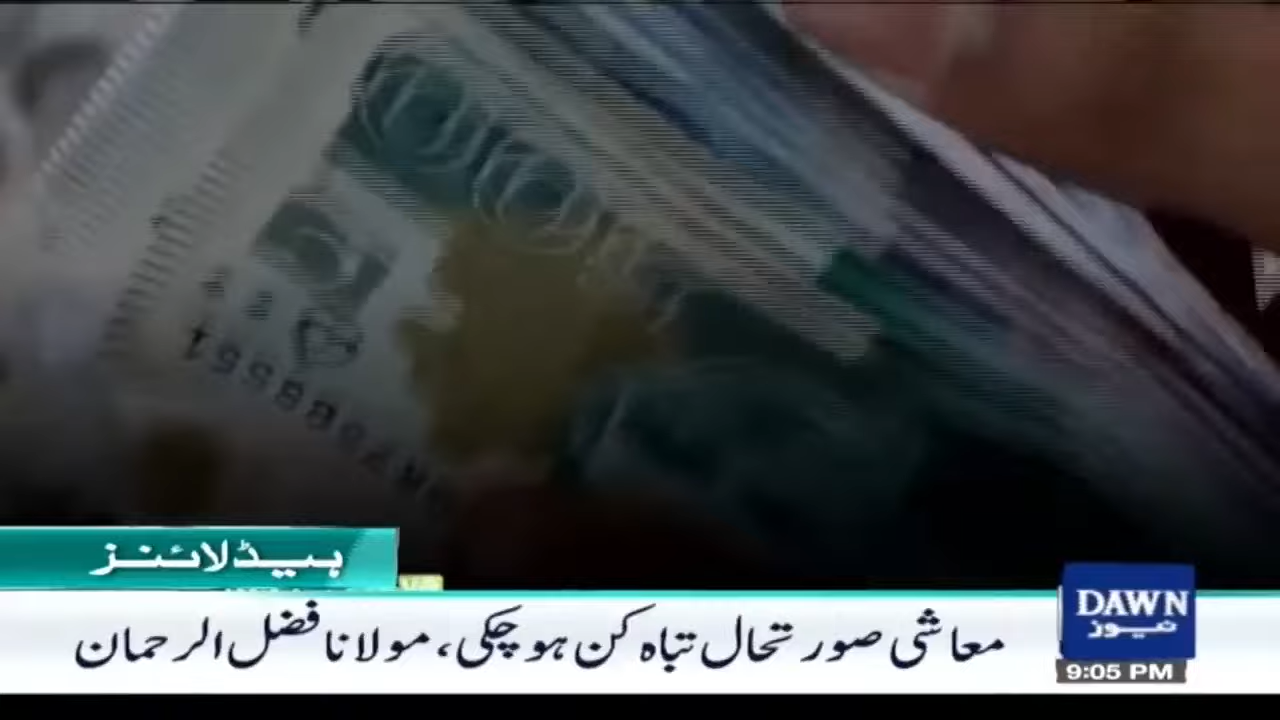 ہیڈلائنز
معاشی صورتحال تباہ کن ہو چکی، مولانا فضل الرحمان
DAWN
نیوز
9:05 PM